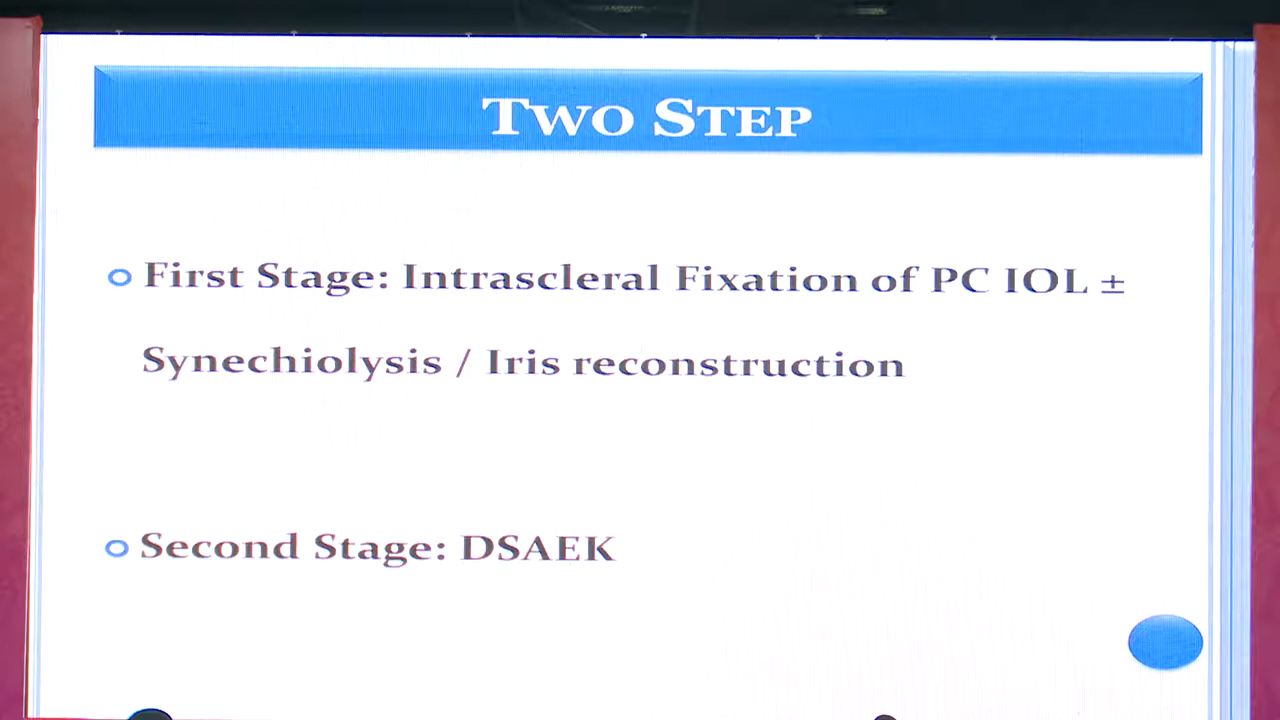 Two Step
First Stage: Intrascleral Fixation of PC IOL ±
Synechiolysis / Iris reconstruction
Second Stage: DSAEK